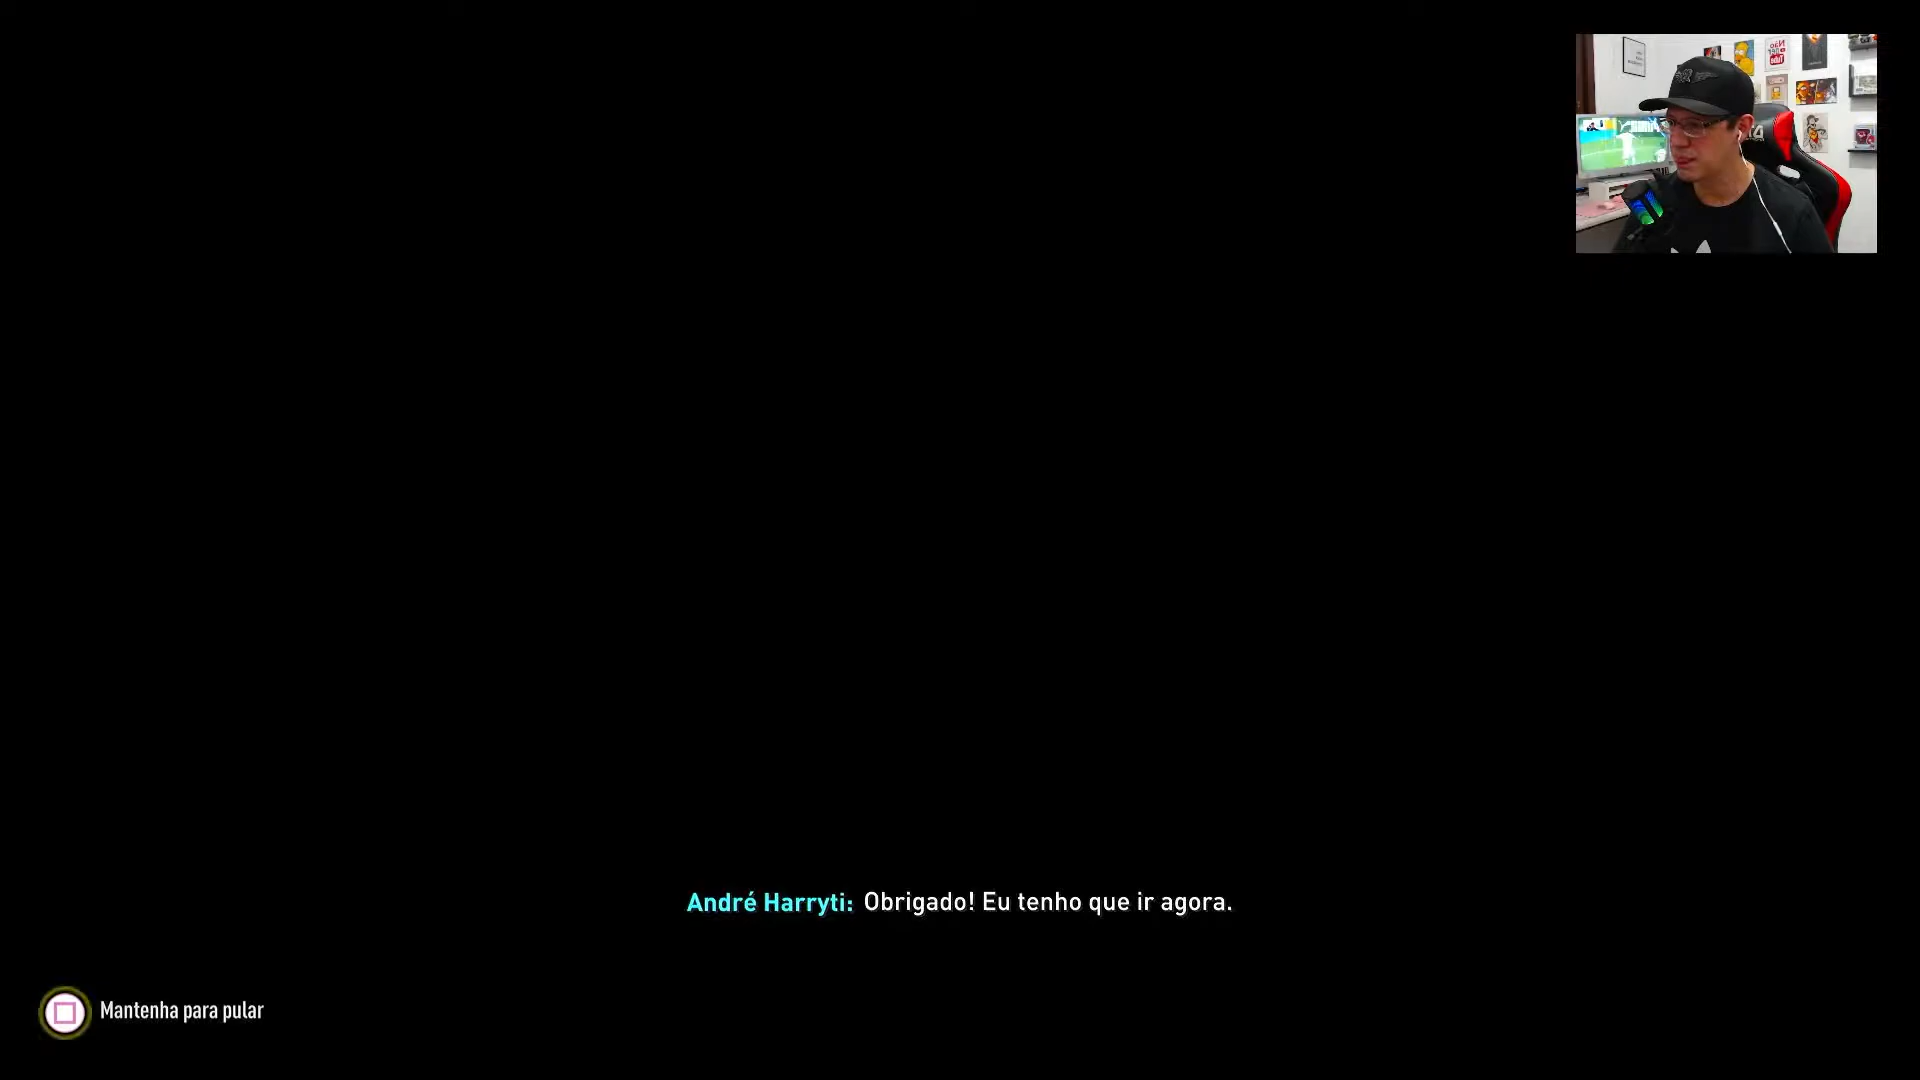 André Harryti: Obrigado! Eu tenho que ir agora.
Mantenha para pular